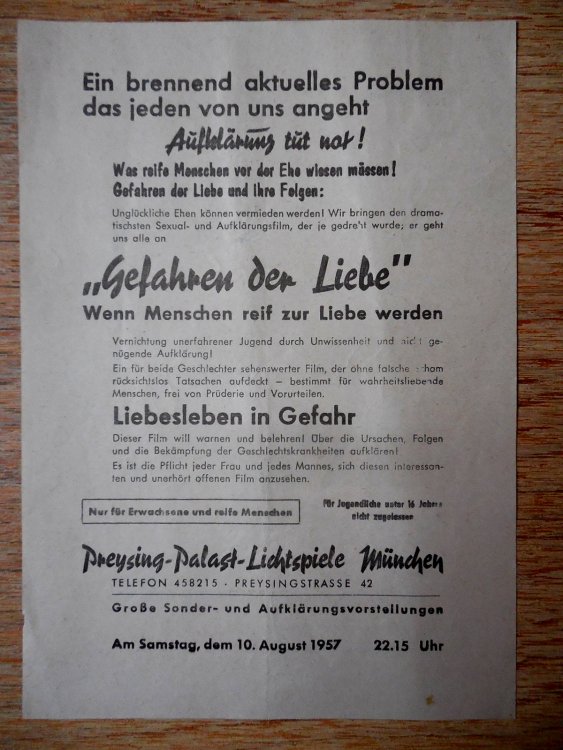 Ein brennend aktuelles Problem
das jeden von uns angeht
Aufklärung tut not!
Was reife Menschen vor der Ehe wissen müssen!
Gefahren der Liebe und ihre Folgen:
Unglückliche Ehen können vermieden werden! Wir bringen den drama-
tischsten Sexual- und Aufklärungsfilm, der je gedreht wurde; er geht
uns alle an
„Gefahren der Liebe"
Wenn Menschen reif zur Liebe werden
Vernichtung unerfahrener Jugend durch Unwissenheit und nicht ge-
nügende Aufklärung!
Ein für beide Geschlechter sehenswerter Film, der ohne falsche Scham
rücksichtslos Tatsachen aufdeckt – bestimmt für wahrheitsliebende
Menschen, frei von Prüderie und Vorurteilen.
Liebesleben in Gefahr
Dieser Film will warnen und belehren! Über die Ursachen, Folgen
und die Bekämpfung der Geschlechtskrankheiten aufklären!
Es ist die Pflicht jeder Frau und jedes Mannes, sich diesen interessan-
ten und unerhört offenen Film anzusehen.
Nur für Erwachsene und reife Menschen
Für Jugendliche unter 16 Jahren
nicht zugelassen
Preysing-Palast-Lichtspiele München
TELEFON 458215 · PREYSINGSTRASSE 42
Große Sonder- und Aufklärungsvorstellungen
Am Samstag, dem 10. August 1957 22.15 Uhr